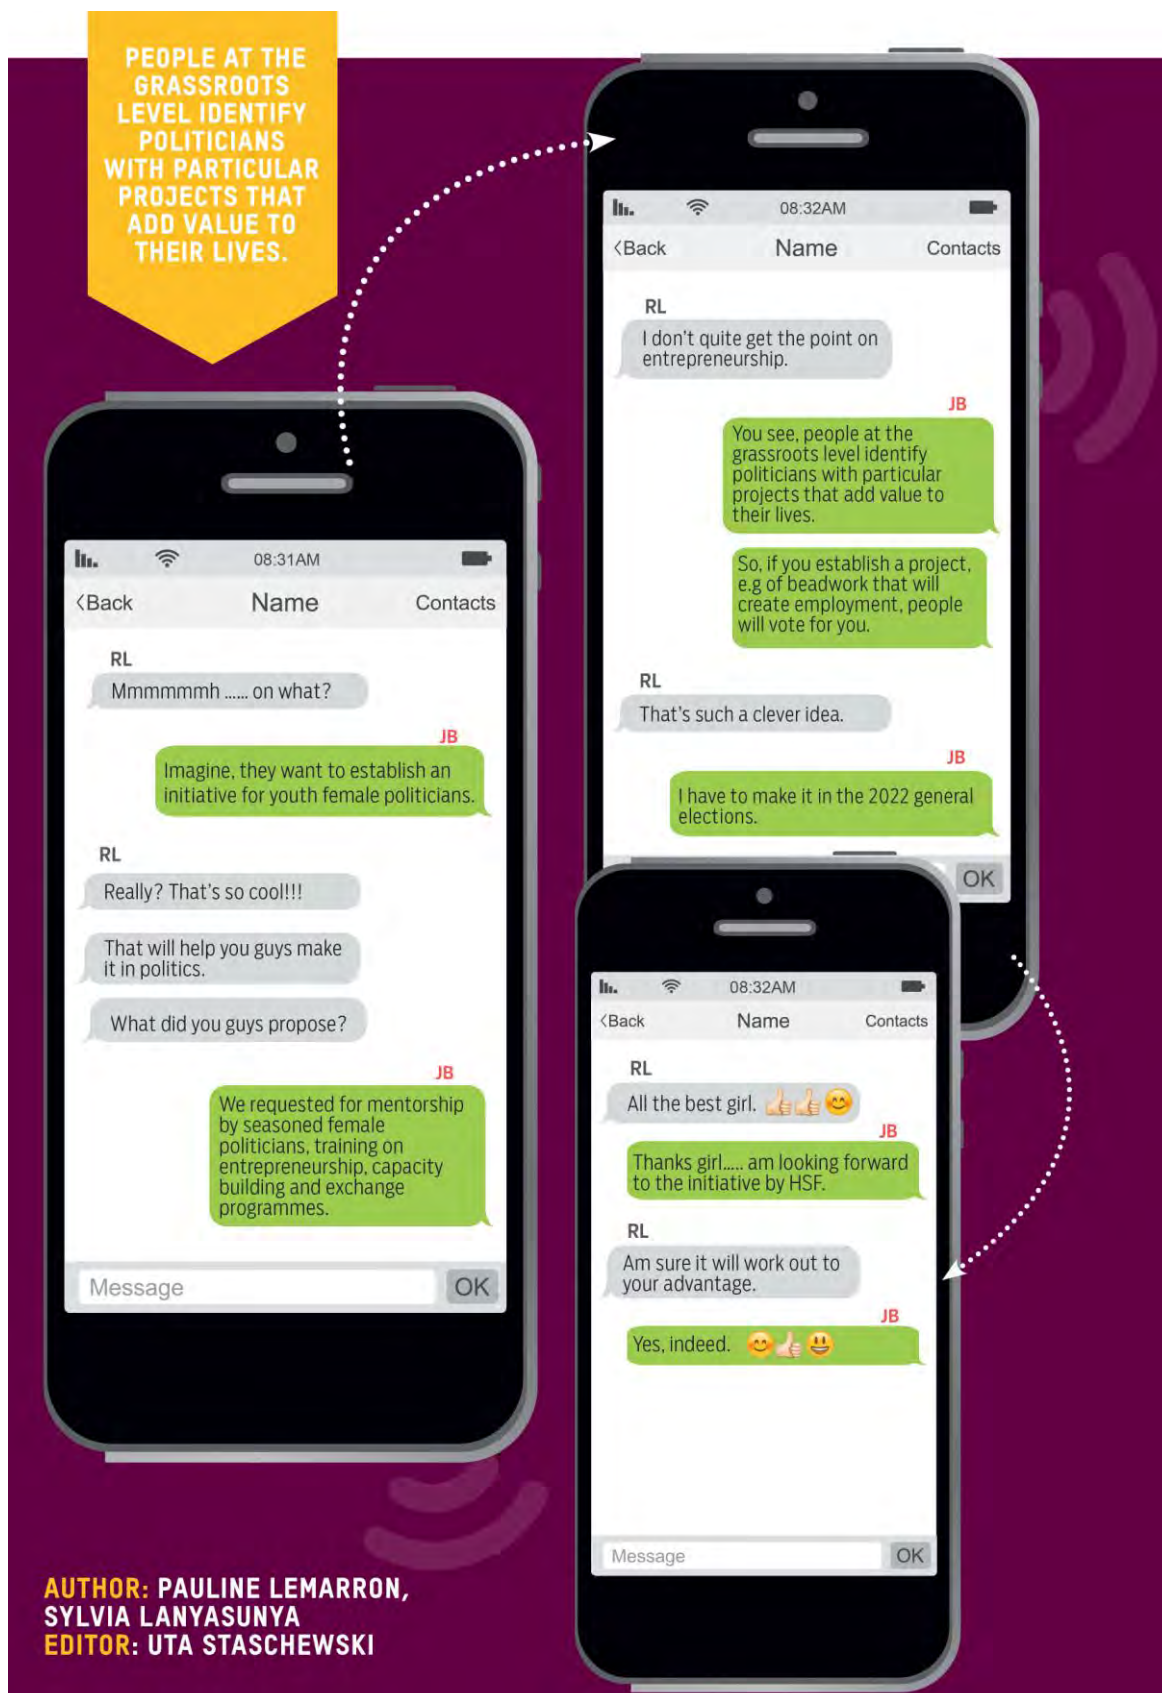 PEOPLE AT THE
GRASSROOTS
LEVEL IDENTIFY
POLITICIANS
WITH PARTICULAR
PROJECTS THAT
ADD VALUE TO
THEIR LIVES.
08:31AM
<Back Name Contacts
RL
Mmmmmmh ...... on what?
JB
Imagine, they want to establish an
initiative for youth female politicians.
RL
Really? That's so cool!!!
That will help you guys make
it in politics.
What did you guys propose?
JB
We requested for mentorship
by seasoned female
politicians, training on
entrepreneurship, capacity
building and exchange
programmes.
Message OK
08:32AM
<Back Name Contacts
RL
I don't quite get the point on
entrepreneurship.
JB
You see, people at the
grassroots level identify
politicians with particular
projects that add value to
their lives.
So, if you establish a project,
e.g of beadwork that will
create employment, people
will vote for you.
RL
That's such a clever idea.
JB
I have to make it in the 2022 general
elections.
OK
08:32AM
<Back Name Contacts
RL
All the best girl. 👍👍😊
JB
Thanks girl..... am looking forward
to the initiative by HSF.
RL
Am sure it will work out to
your advantage.
JB
Yes, indeed. 😊👍😃
Message OK
AUTHOR: PAULINE LEMARRON,
SYLVIA LANYASUNYA
EDITOR: UTA STASCHEWSKI